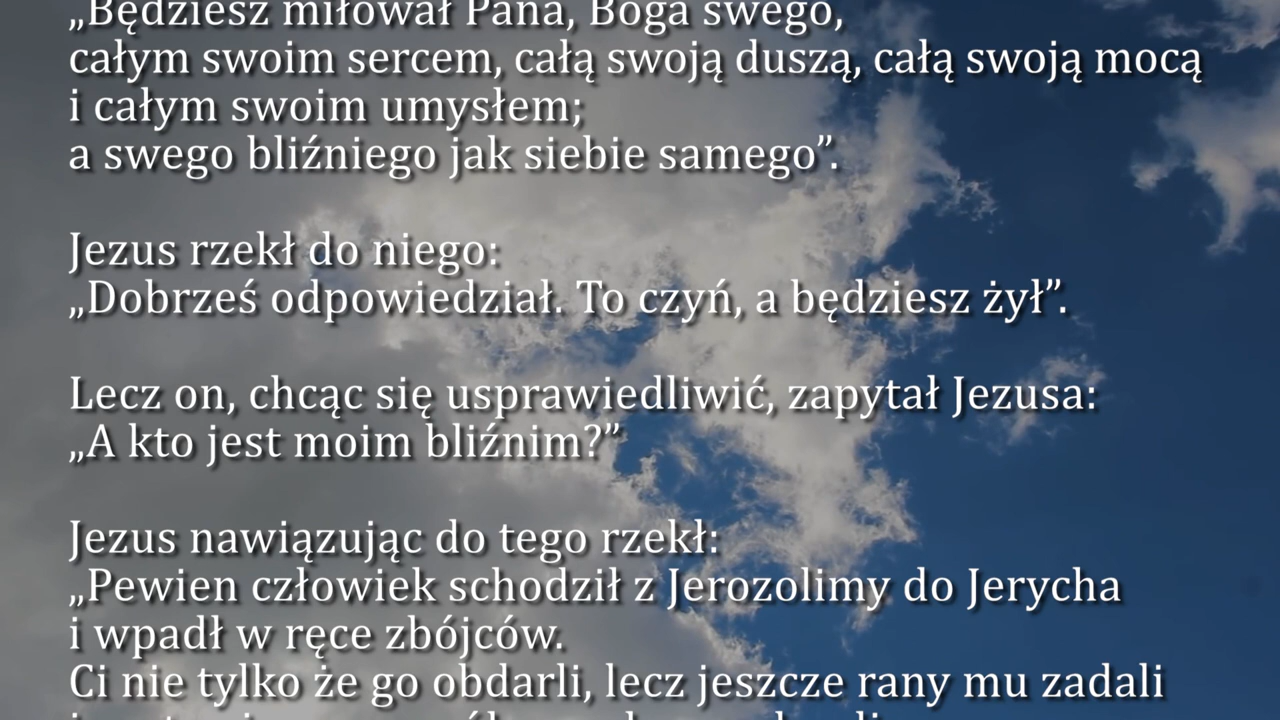 „Będziesz miłował Pana, Boga swego,
całym swoim sercem, całą swoją duszą, całą swoją mocą
i całym swoim umysłem;
a swego bliźniego jak siebie samego”.
Jezus rzekł do niego:
„Dobrześ odpowiedział. To czyń, a będziesz żył”.
Lecz on, chcąc się usprawiedliwić, zapytał Jezusa:
„A kto jest moim bliźnim?”
Jezus nawiązując do tego rzekł:
„Pewien człowiek schodził z Jerozolimy do Jerycha
i wpadł w ręce zbójców.
Ci nie tylko że go obdarli, lecz jeszcze rany mu zadali